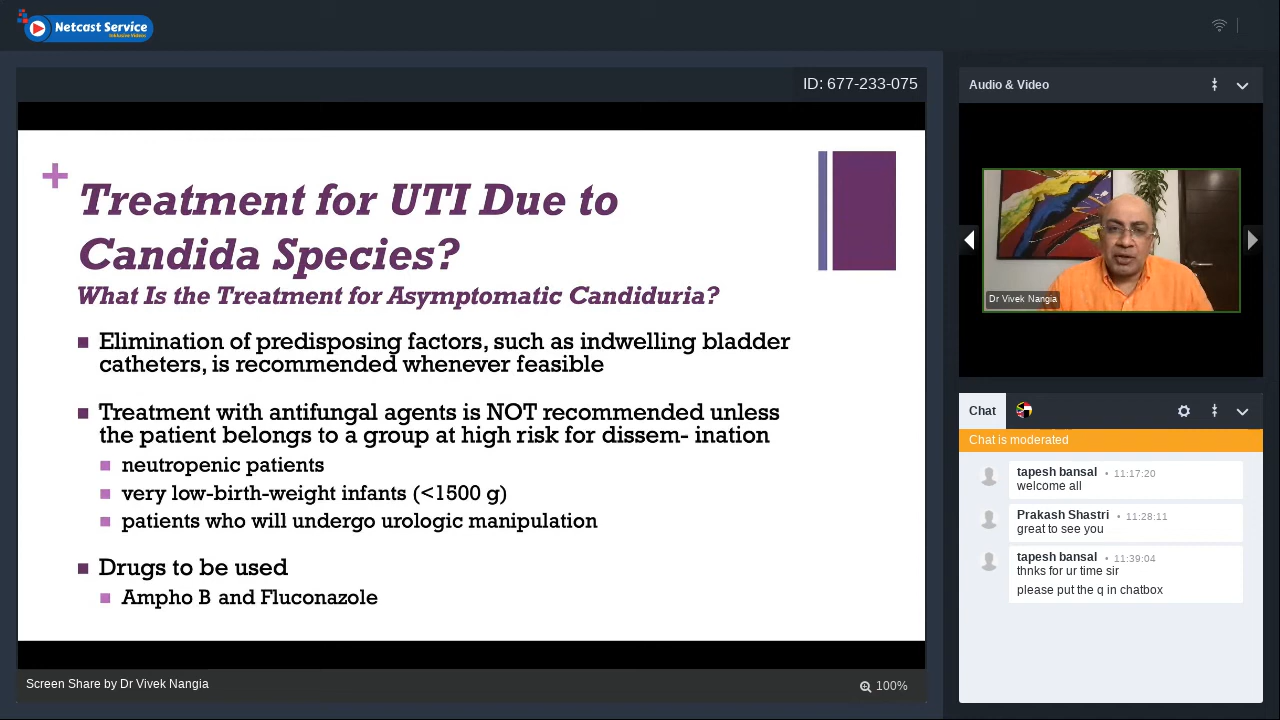 Netcast Service
Inklusive Videos
ID: 677-233-075
+
Treatment for UTI Due to
Candida Species?
What Is the Treatment for Asymptomatic Candiduria?
Elimination of predisposing factors, such as indwelling bladder
catheters, is recommended whenever feasible
Treatment with antifungal agents is NOT recommended unless
the patient belongs to a group at high risk for dissem- ination
neutropenic patients
very low-birth-weight infants (<1500 g)
patients who will undergo urologic manipulation
Drugs to be used
Ampho B and Fluconazole
Screen Share by Dr Vivek Nangia
100%
Audio & Video
Dr Vivek Nangia
Chat
Chat is moderated
tapesh bansal • 11:17:20
welcome all
Prakash Shastri • 11:28:11
great to see you
tapesh bansal • 11:39:04
thnks for ur time sir
please put the q in chatbox